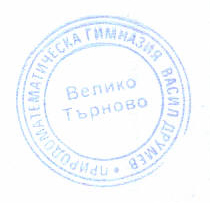 ПРИРОДОМАТЕМАТИЧЕСКА ГИМНАЗИЯ ВАСИЛ ДРУМЕВ *
Велико
Търново